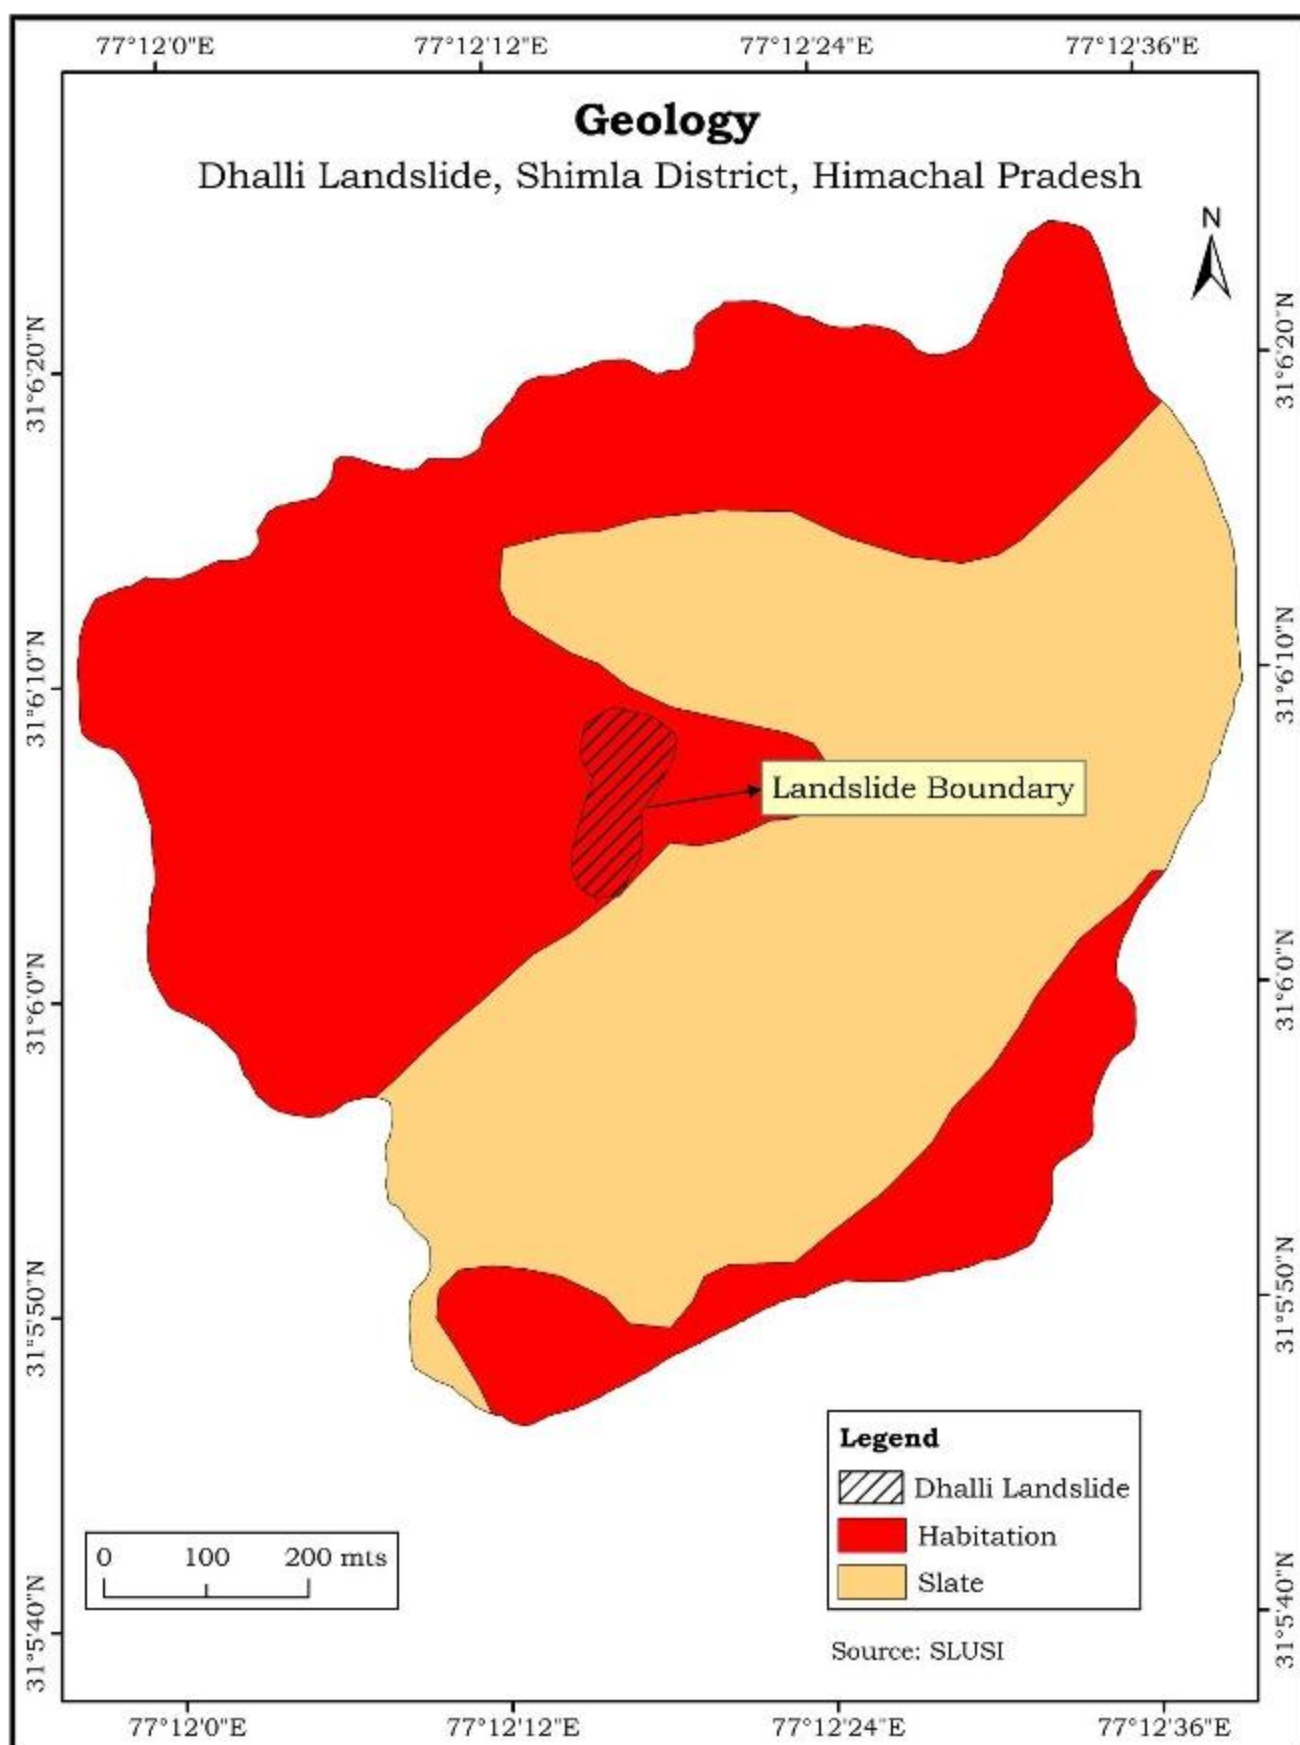 77°12'0"E 77°12'12"E 77°12'24"E 77°12'36"E
Geology
Dhalli Landslide, Shimla District, Himachal Pradesh
N
31°6'20"N 31°6'20"N
31°6'10"N 31°6'10"N
Landslide Boundary
31°6'0"N 31°6'0"N
31°5'50"N 31°5'50"N
Legend
Dhalli Landslide
Habitation
Slate
0 100 200 mts
31°5'40"N 31°5'40"N
Source: SLUSI
77°12'0"E 77°12'12"E 77°12'24"E 77°12'36"E